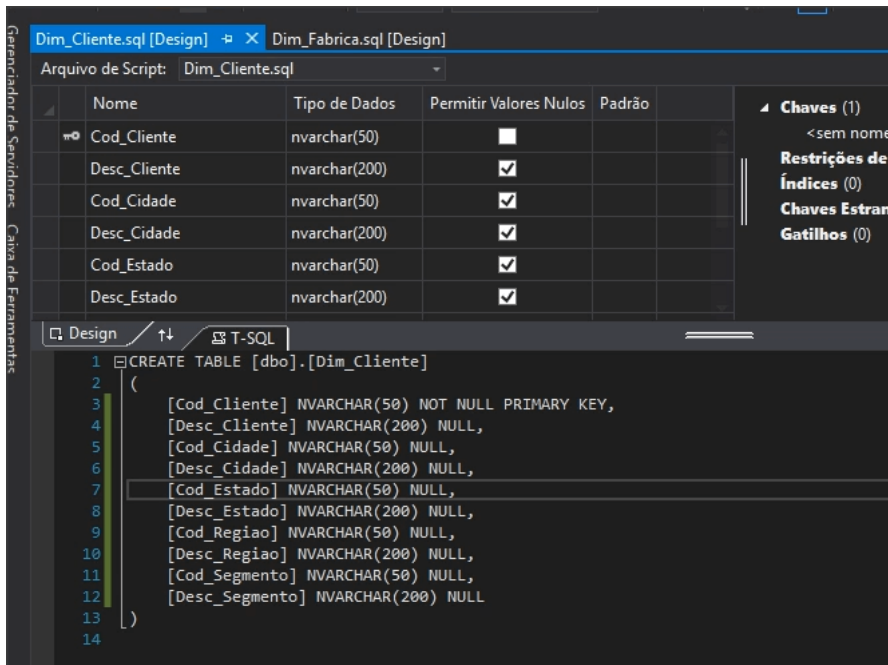 Gerenciador de Servidores
Caixa de Ferramentas
Dim_Cliente.sql [Design]
Dim_Fabrica.sql [Design]
Arquivo de Script: Dim_Cliente.sql
Nome Tipo de Dados Permitir Valores Nulos Padrão
Cod_Cliente nvarchar(50)
Desc_Cliente nvarchar(200)
Cod_Cidade nvarchar(50)
Desc_Cidade nvarchar(200)
Cod_Estado nvarchar(50)
Desc_Estado nvarchar(200)
Chaves (1)
<sem nome
Restrições de
Índices (0)
Chaves Estran
Gatilhos (0)
Design T-SQL
1 CREATE TABLE [dbo].[Dim_Cliente]
2 (
3 [Cod_Cliente] NVARCHAR(50) NOT NULL PRIMARY KEY,
4 [Desc_Cliente] NVARCHAR(200) NULL,
5 [Cod_Cidade] NVARCHAR(50) NULL,
6 [Desc_Cidade] NVARCHAR(200) NULL,
7 [Cod_Estado] NVARCHAR(50) NULL,
8 [Desc_Estado] NVARCHAR(200) NULL,
9 [Cod_Regiao] NVARCHAR(50) NULL,
10 [Desc_Regiao] NVARCHAR(200) NULL,
11 [Cod_Segmento] NVARCHAR(50) NULL,
12 [Desc_Segmento] NVARCHAR(200) NULL
13 )
14